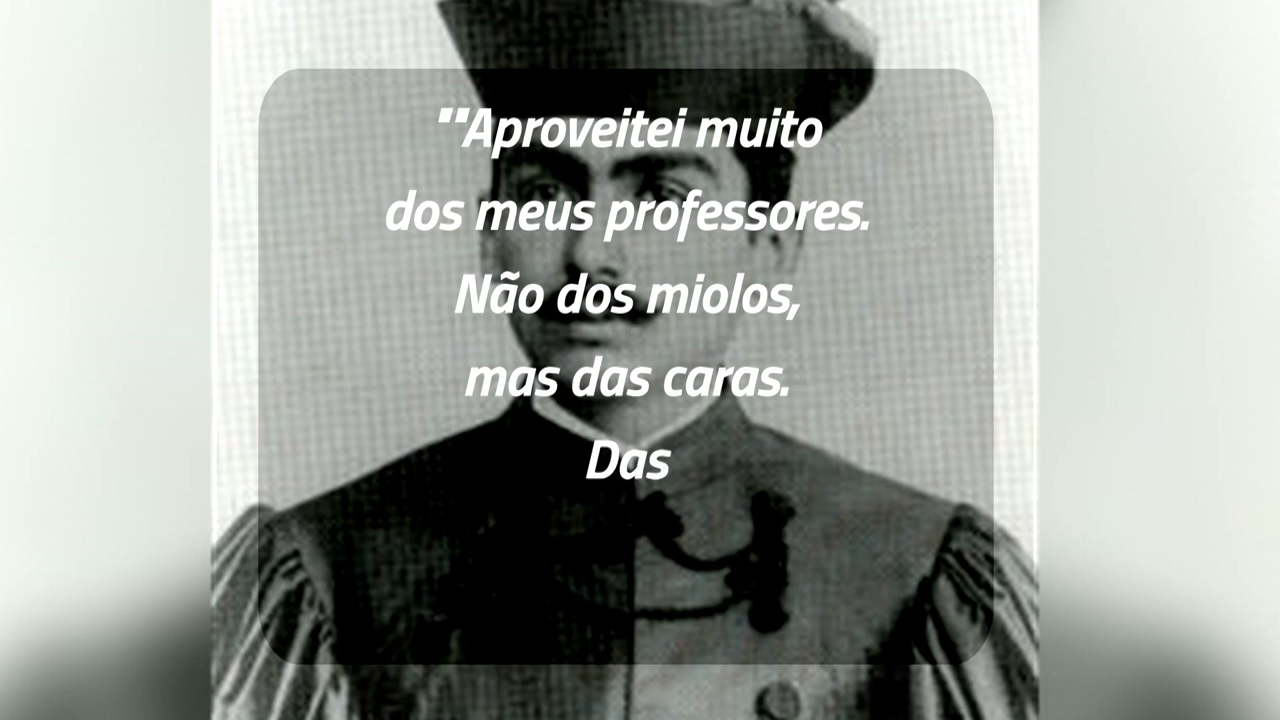 "Aproveitei muito
dos meus professores.
Não dos miolos,
mas das caras.
Das